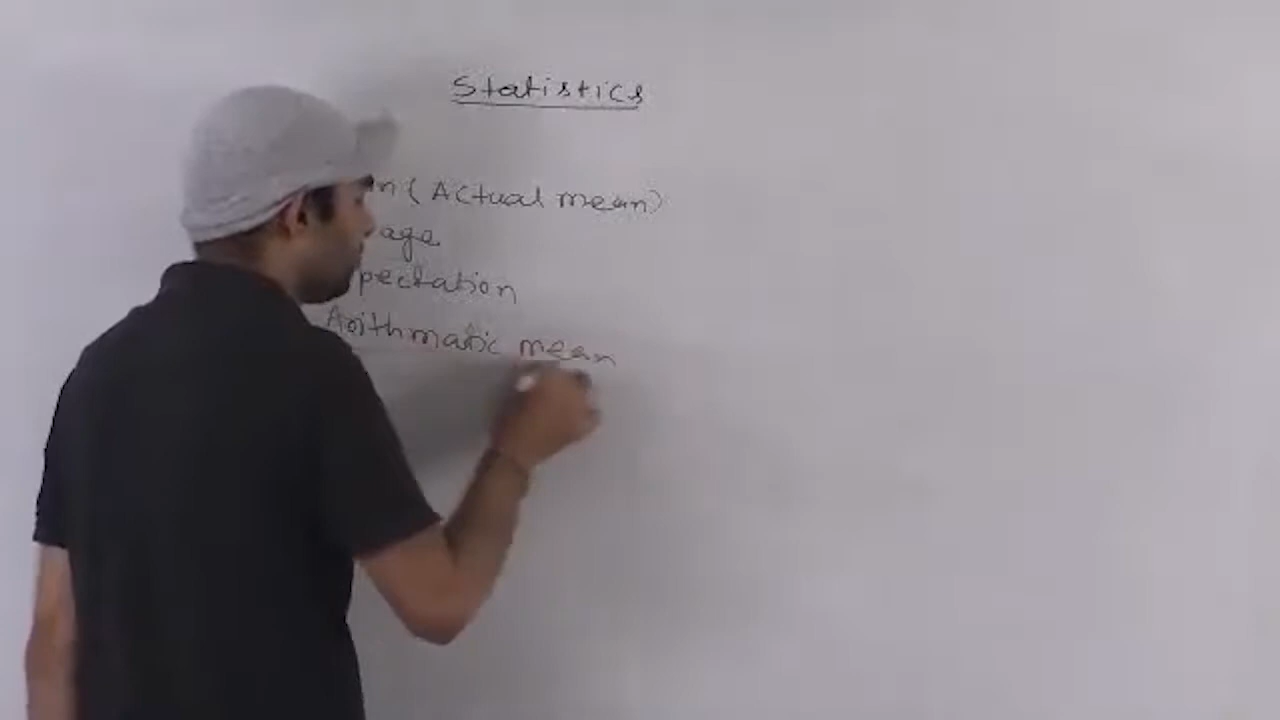 Statistics
n (Actual mean)
age
pectation
Arithmatic mean